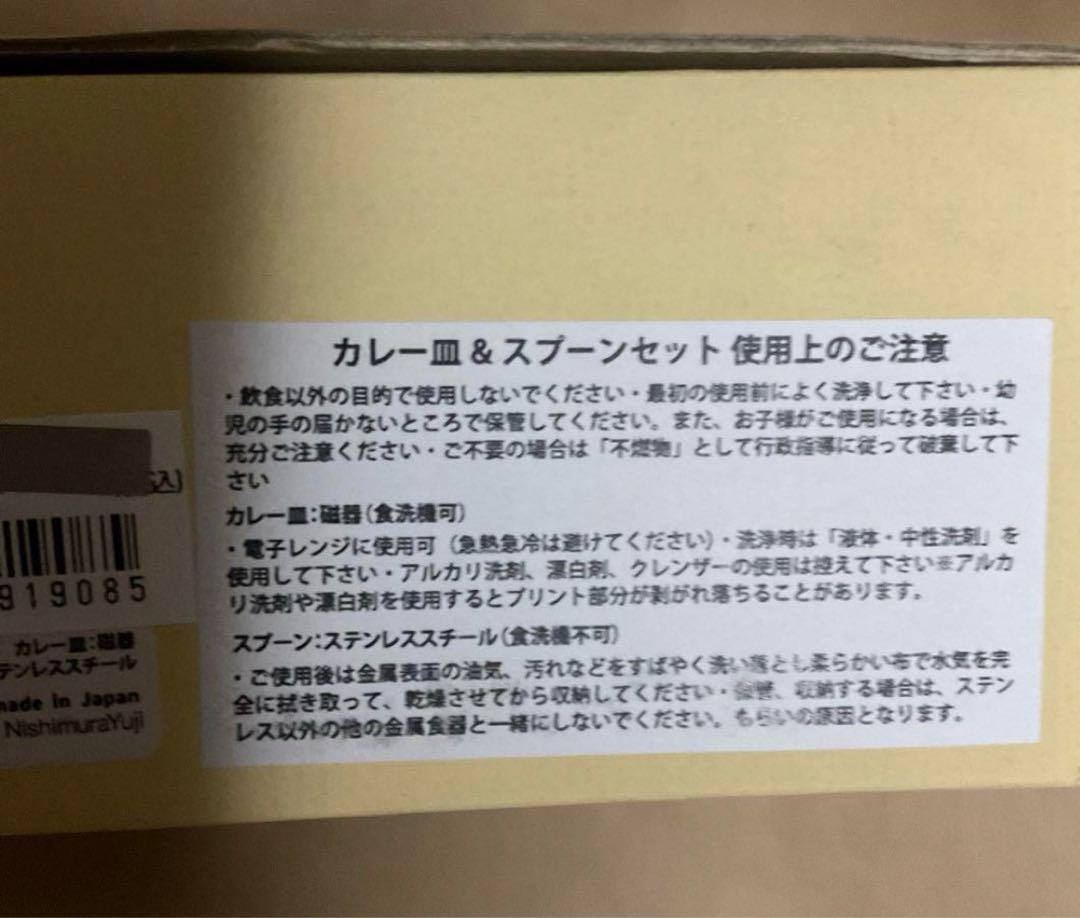 カレー皿 & スプーンセット 使用上のご注意
・飲食以外の目的で使用しないでください・最初の使用前によく洗浄して下さい・幼
児の手の届かないところで保管してください。また、お子様がご使用になる場合は、
充分ご注意ください・ご不要の場合は「不燃物」として行政指導に従って破棄して下
さい
カレー皿：磁器（食洗機可）
・電子レンジに使用可（急熱急冷は避けてください）・洗浄時は「液体・中性洗剤」を
使用して下さい・アルカリ洗剤、漂白剤、クレンザーの使用は控えて下さい※アルカ
リ洗剤や漂白剤を使用するとプリント部分が剥がれ落ちることがあります。
スプーン：ステンレススチール（食洗機不可）
・ご使用後は金属表面の油気、汚れなどをすばやく洗い落とし柔らかい布で水気を完
全に拭き取って、乾燥させてから収納してください・ 収納する場合は、ステン
レス以外の他の金属食器と一緒にしないでください。もらいの原因となります。
込)
919085
カレー皿：磁器
テンレススチール
made in Japan
NishimuraYuji